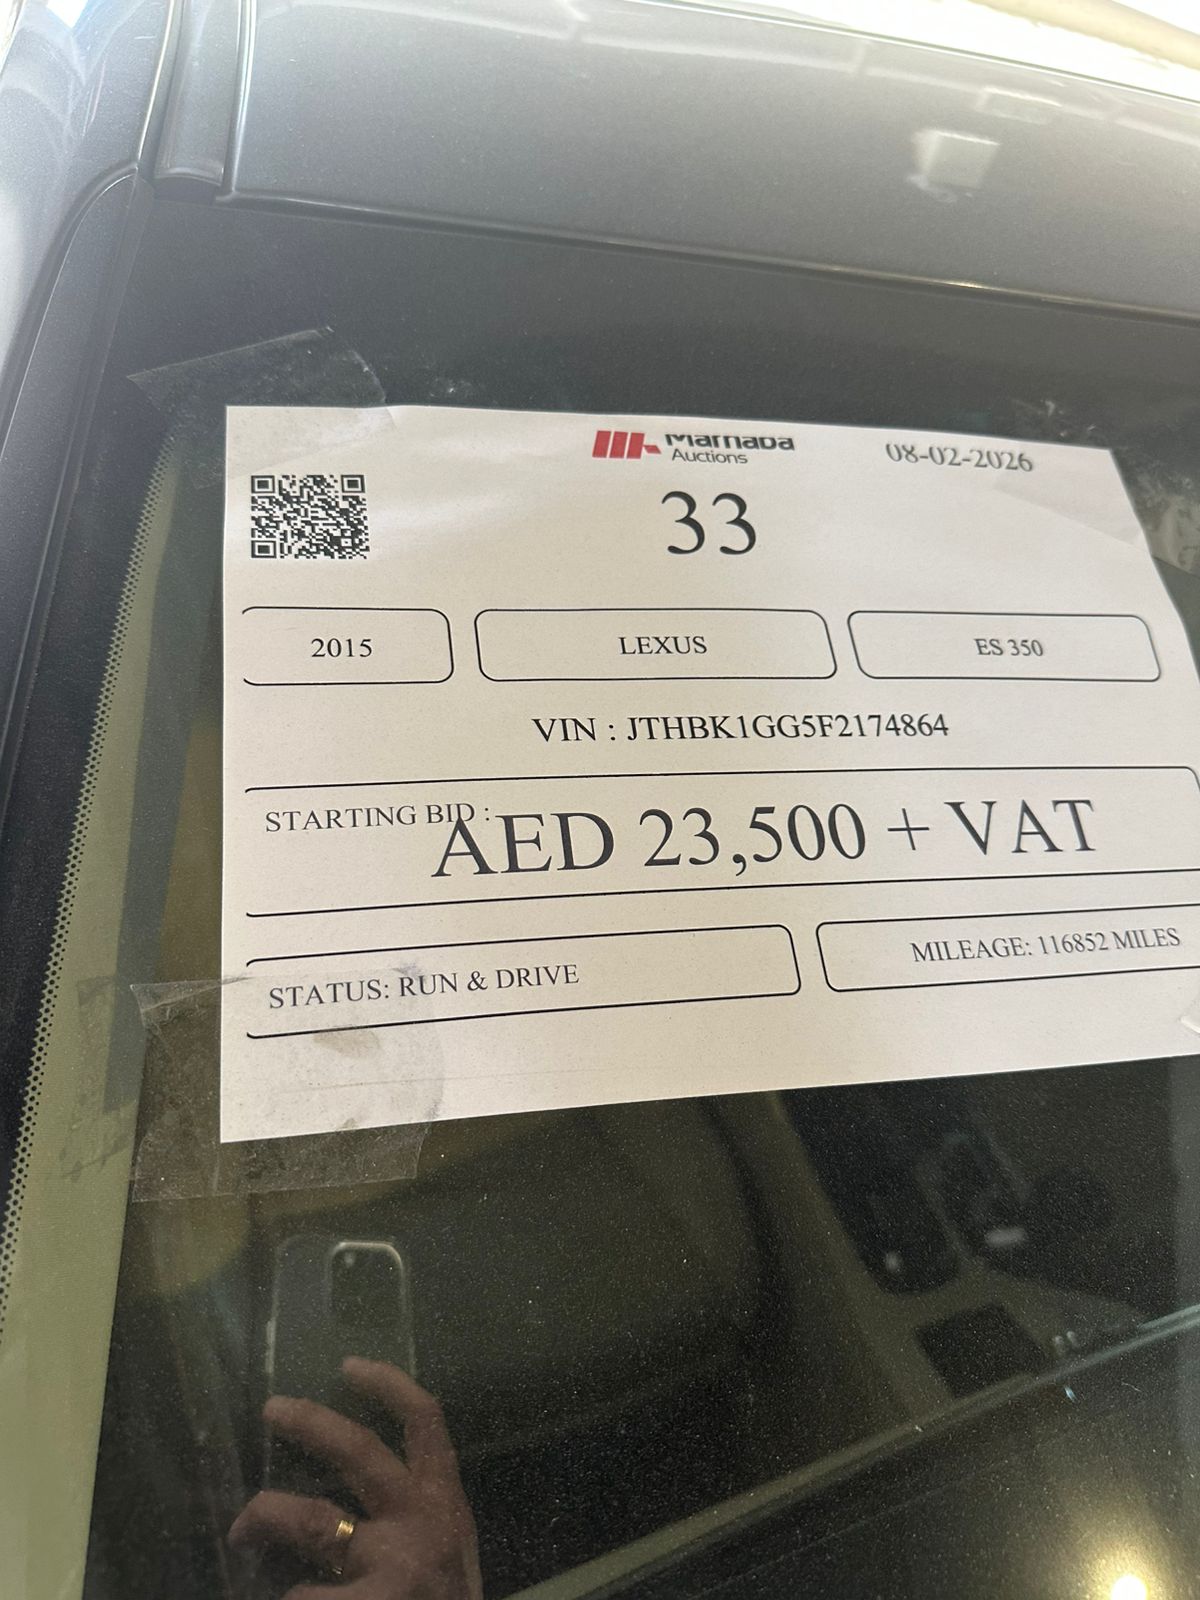 Marhaba
Auctions
08-02-2026
33
2015
LEXUS
ES 350
VIN : JTHBK1GG5F2174864
STARTING BID :
AED 23,500 + VAT
STATUS: RUN & DRIVE
MILEAGE: 116852 MILES